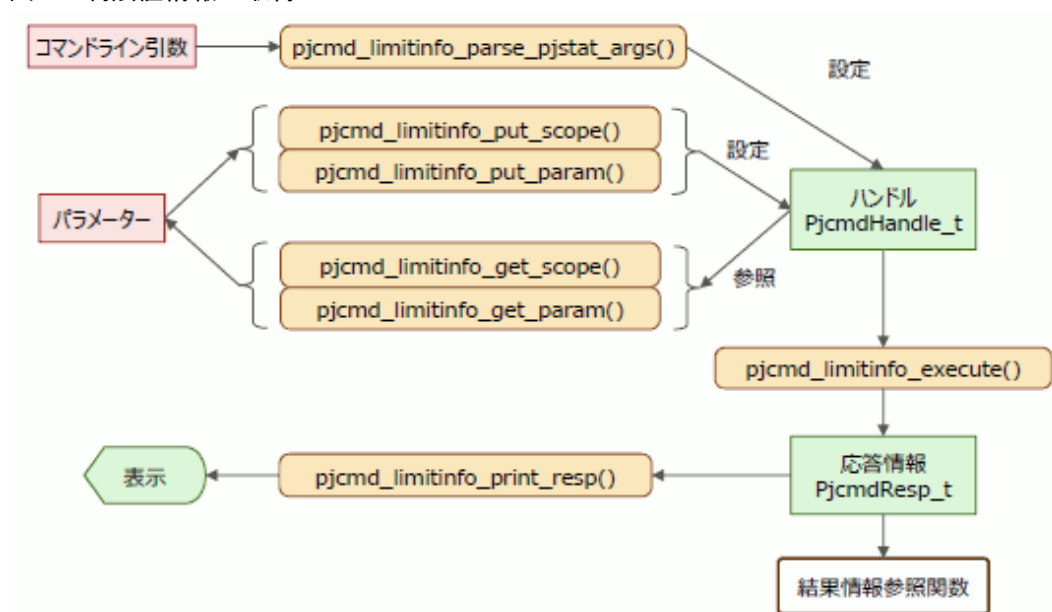 コマンドライン引数
pjcmd_limitinfo_parse_pjstat_args()
設定
pjcmd_limitinfo_put_scope()
pjcmd_limitinfo_put_param()
設定
ハンドル
PjcmdHandle_t
パラメーター
pjcmd_limitinfo_get_scope()
pjcmd_limitinfo_get_param()
参照
pjcmd_limitinfo_execute()
表示
pjcmd_limitinfo_print_resp()
応答情報
PjcmdResp_t
結果情報参照関数